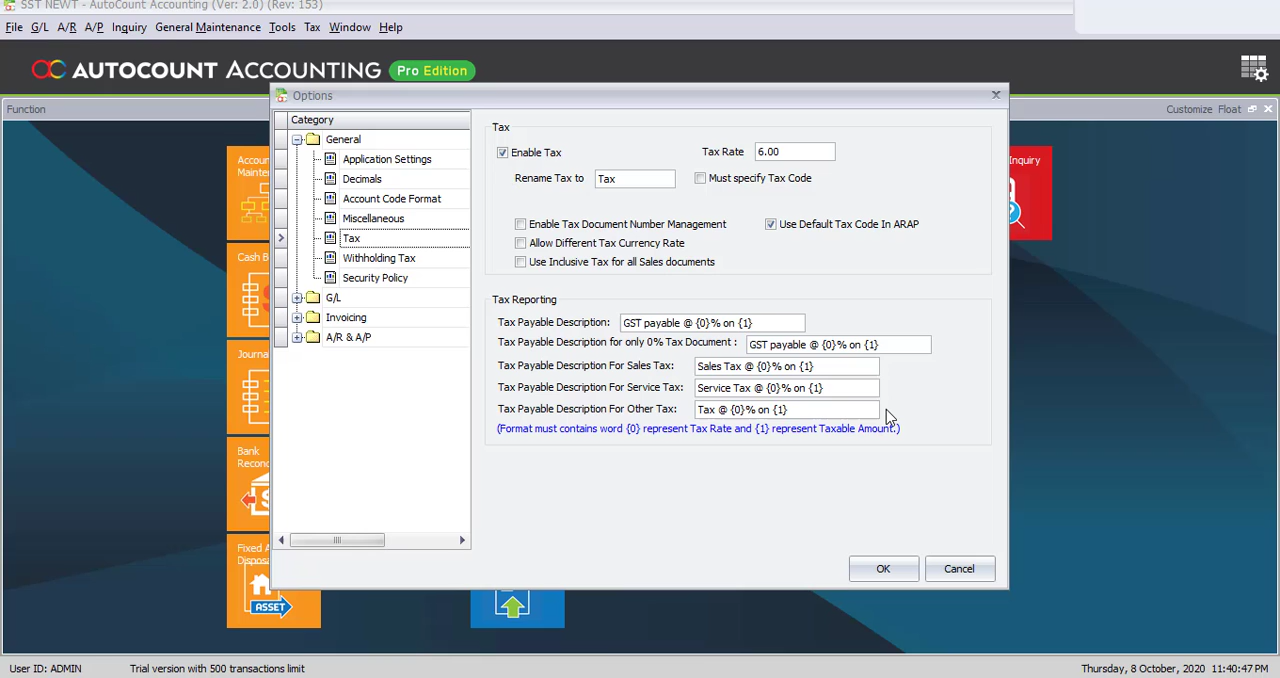 SST NEWT - AutoCount Accounting (Ver: 2.0) (Rev: 153)
File G/L A/R A/P Inquiry General Maintenance Tools Tax Window Help
AUTOCOUNT ACCOUNTING Pro Edition
Function
Customize Float
Options
Category
General
Application Settings
Decimals
Account Code Format
Miscellaneous
Tax
Withholding Tax
Security Policy
G/L
Invoicing
A/R & A/P
Tax
Enable Tax
Tax Rate 6.00
Rename Tax to Tax
Must specify Tax Code
Enable Tax Document Number Management
Use Default Tax Code In ARAP
Allow Different Tax Currency Rate
Use Inclusive Tax for all Sales documents
Tax Reporting
Tax Payable Description: GST payable @ {0}% on {1}
Tax Payable Description for only 0% Tax Document : GST payable @ {0}% on {1}
Tax Payable Description For Sales Tax: Sales Tax @ {0}% on {1}
Tax Payable Description For Service Tax: Service Tax @ {0}% on {1}
Tax Payable Description For Other Tax: Tax @ {0}% on {1}
(Format must contains word {0} represent Tax Rate and {1} represent Taxable Amount.)
OK Cancel
Accou
Mainten
Cash B
Journa
Bank
Recon
Fixed A
Dispos
ASSET
Inquiry
User ID: ADMIN
Trial version with 500 transactions limit
Thursday, 8 October, 2020 11:40:47 PM